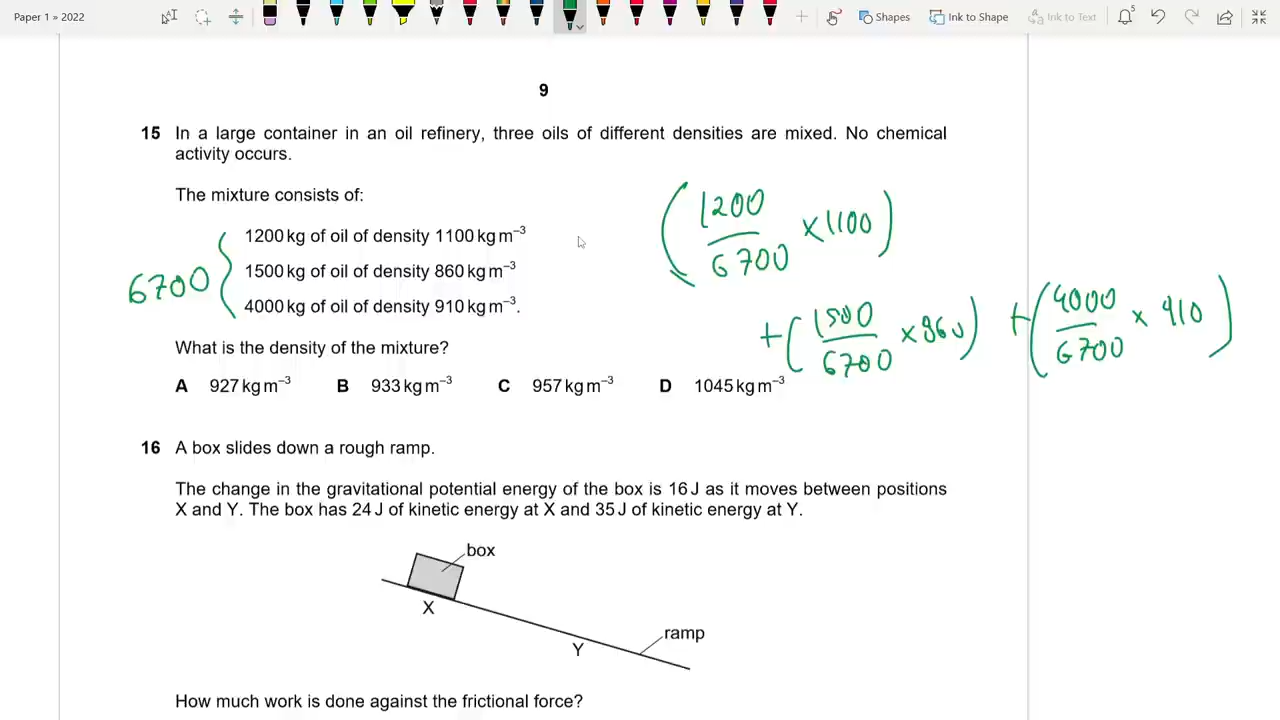 Paper 1 » 2022
Shapes
Ink to Shape
Ink to Text
5
9
15 In a large container in an oil refinery, three oils of different densities are mixed. No chemical
activity occurs.
The mixture consists of:
1200 kg of oil of density 1100 kg m⁻³
1500 kg of oil of density 860 kg m⁻³
4000 kg of oil of density 910 kg m⁻³.
6700 {
(1200/6700 × 1100)
+ (1500/6700 × 860) + (4000/6700 × 910)
What is the density of the mixture?
A 927 kg m⁻³ B 933 kg m⁻³ C 957 kg m⁻³ D 1045 kg m⁻³
16 A box slides down a rough ramp.
The change in the gravitational potential energy of the box is 16 J as it moves between positions
X and Y. The box has 24 J of kinetic energy at X and 35 J of kinetic energy at Y.
box
X
ramp
Y
How much work is done against the frictional force?